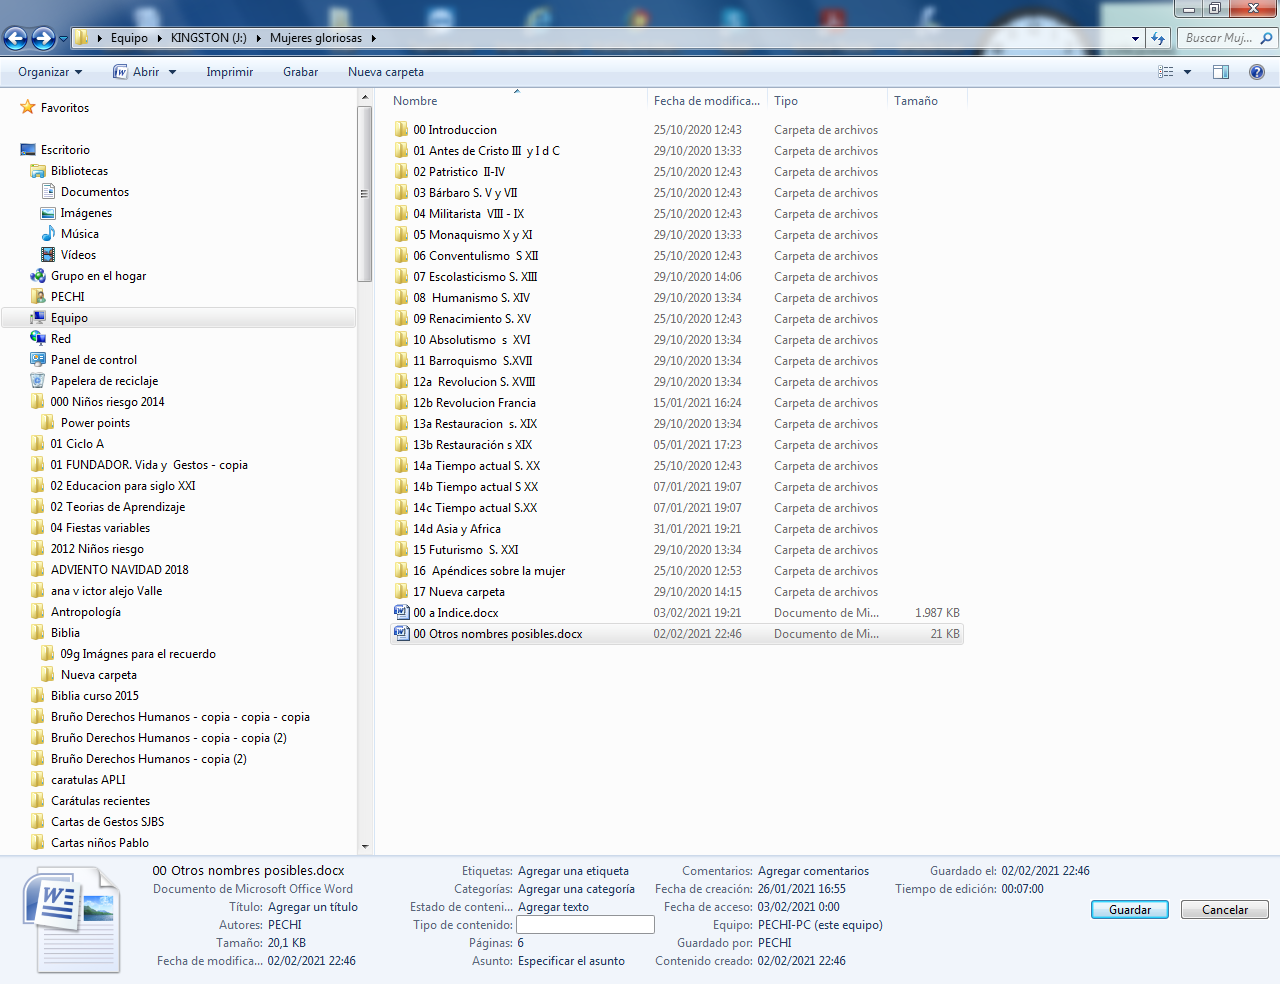 Equipo KINGSTON (J:) Mujeres gloriosas
Buscar Muj...
Organizar Abrir Imprimir Grabar Nueva carpeta
Favoritos
Escritorio
Bibliotecas
Documentos
Imágenes
Música
Vídeos
Grupo en el hogar
PECHI
Equipo
Red
Panel de control
Papelera de reciclaje
000 Niños riesgo 2014
Power points
01 Ciclo A
01 FUNDADOR. Vida y  Gestos - copia
02 Educacion para siglo XXI
02 Teorias de Aprendizaje
04 Fiestas variables
2012 Niños riesgo
ADVIENTO NAVIDAD 2018
ana v ictor alejo Valle
Antropología
Biblia
09g Imágnes para el recuerdo
Nueva carpeta
Biblia curso 2015
Bruño Derechos Humanos - copia - copia - copia
Bruño Derechos Humanos - copia - copia (2)
Bruño Derechos Humanos - copia (2)
caratulas APLI
Carátulas recientes
Cartas de Gestos SJBS
Cartas niños Pablo
Nombre Fecha de modifica... Tipo Tamaño
00 Introduccion 25/10/2020 12:43 Carpeta de archivos
01 Antes de Cristo III  y I d C 29/10/2020 13:33 Carpeta de archivos
02 Patristico  II-IV 25/10/2020 12:43 Carpeta de archivos
03 Bárbaro S. V y VII 25/10/2020 12:43 Carpeta de archivos
04 Militarista  VIII - IX 25/10/2020 12:43 Carpeta de archivos
05 Monaquismo X y XI 29/10/2020 13:33 Carpeta de archivos
06 Conventulismo  S XII 25/10/2020 12:43 Carpeta de archivos
07 Escolasticismo S. XIII 29/10/2020 14:06 Carpeta de archivos
08  Humanismo S. XIV 29/10/2020 13:34 Carpeta de archivos
09 Renacimiento S. XV 25/10/2020 12:43 Carpeta de archivos
10 Absolutismo  s  XVI 29/10/2020 13:34 Carpeta de archivos
11 Barroquismo  S.XVII 29/10/2020 13:34 Carpeta de archivos
12a  Revolucion S. XVIII 29/10/2020 13:34 Carpeta de archivos
12b Revolucion Francia 15/01/2021 16:24 Carpeta de archivos
13a Restauracion  s. XIX 29/10/2020 13:34 Carpeta de archivos
13b Restauración s XIX 05/01/2021 17:23 Carpeta de archivos
14a Tiempo actual S. XX 25/10/2020 12:43 Carpeta de archivos
14b Tiempo actual S XX 07/01/2021 19:07 Carpeta de archivos
14c Tiempo actual S.XX 07/01/2021 19:07 Carpeta de archivos
14d Asia y Africa 31/01/2021 19:21 Carpeta de archivos
15 Futurismo  S. XXI 29/10/2020 13:34 Carpeta de archivos
16  Apéndices sobre la mujer 25/10/2020 12:53 Carpeta de archivos
17 Nueva carpeta 29/10/2020 14:15 Carpeta de archivos
00 a Indice.docx 03/02/2021 19:21 Documento de Mi... 1.987 KB
00 Otros nombres posibles.docx 02/02/2021 22:46 Documento de Mi... 21 KB
00 Otros nombres posibles.docx
Documento de Microsoft Office Word
Título: Agregar un título
Autores: PECHI
Tamaño: 20,1 KB
Fecha de modifica... 02/02/2021 22:46
Etiquetas: Agregar una etiqueta
Categorías: Agregar una categoría
Estado de conteni... Agregar texto
Tipo de contenido:
Páginas: 6
Asunto: Especificar el asunto
Comentarios: Agregar comentarios
Fecha de creación: 26/01/2021 16:55
Fecha de acceso: 03/02/2021 0:00
Equipo: PECHI-PC (este equipo)
Guardado por: PECHI
Contenido creado: 02/02/2021 22:46
Guardado el: 02/02/2021 22:46
Tiempo de edición: 00:07:00
Guardar Cancelar